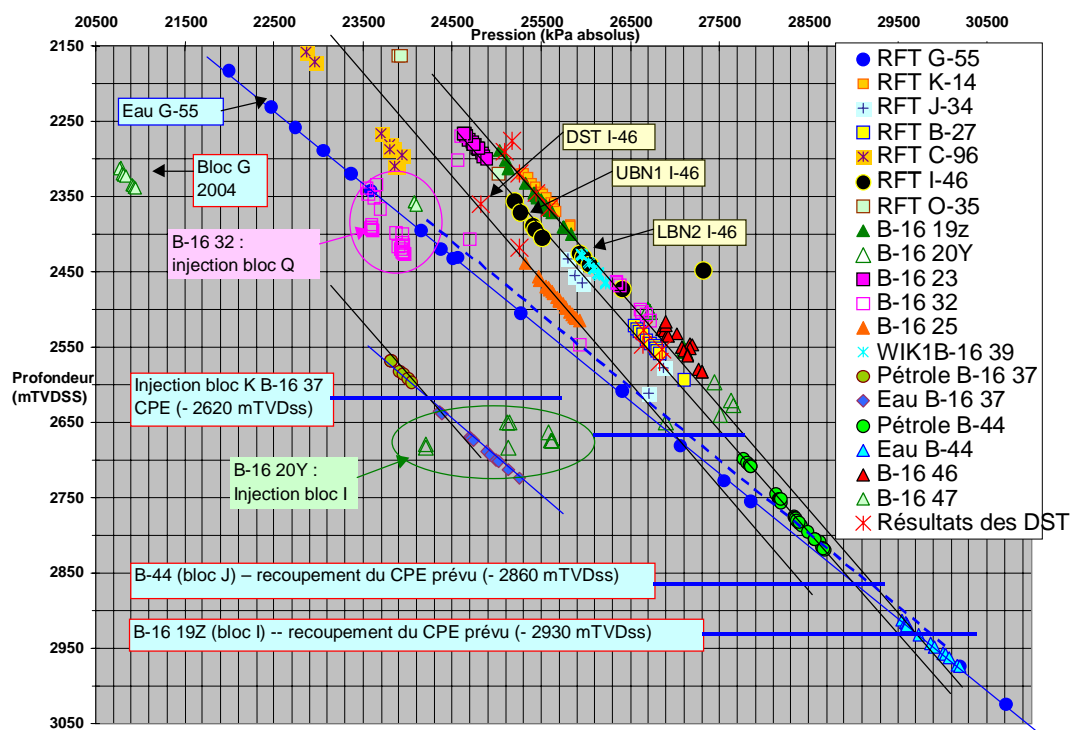 20500 21500 22500 23500 24500 25500 26500 27500 28500 29500 30500
Pression (kPa absolus)
2150
2250
2350
2450
2550
2650
2750
2850
2950
3050
Profondeur
(mTVDSS)
Eau G-55
Bloc G
2004
B-16 32 :
injection bloc Q
DST I-46
UBN1 I-46
LBN2 I-46
Injection bloc K B-16 37
CPE (- 2620 mTVDss)
B-16 20Y :
Injection bloc I
B-44 (bloc J) – recoupement du CPE prévu (- 2860 mTVDss)
B-16 19Z (bloc I) -- recoupement du CPE prévu (- 2930 mTVDss)
RFT G-55
RFT K-14
RFT J-34
RFT B-27
RFT C-96
RFT I-46
RFT O-35
B-16 19z
B-16 20Y
B-16 23
B-16 32
B-16 25
WIK1B-16 39
Pétrole B-16 37
Eau B-16 37
Pétrole B-44
Eau B-44
B-16 46
B-16 47
Résultats des DST